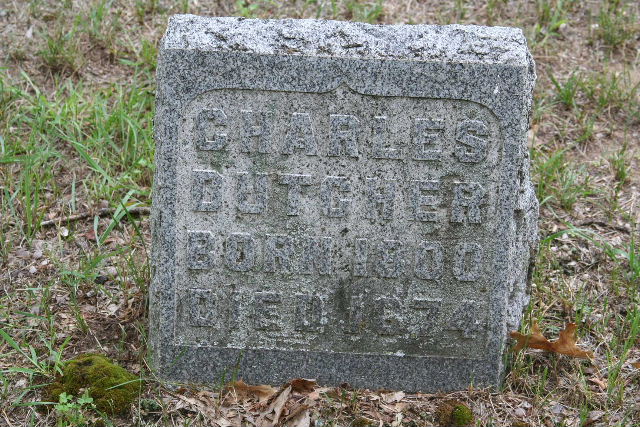 CHARLES
DUTCHER
BORN 1800
DIED 1874